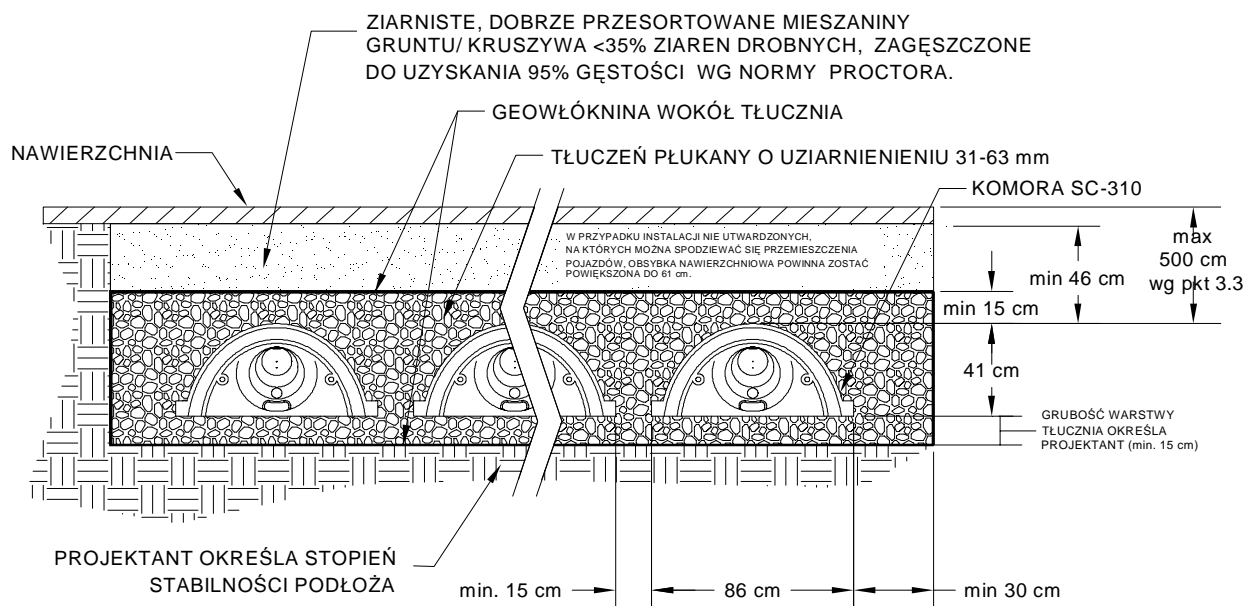 ZIARNISTE, DOBRZE PRZESORTOWANE MIESZANINY
GRUNTU/ KRUSZYWA <35% ZIAREN DROBNYCH, ZAGĘSZCZONE
DO UZYSKANIA 95% GĘSTOŚCI WG NORMY PROCTORA.
GEOWŁÓKNINA WOKÓŁ TŁUCZNIA
NAWIERZCHNIA
TŁUCZEŃ PŁUKANY O UZIARNIENIENIU 31-63 mm
KOMORA SC-310
W PRZYPADKU INSTALACJI NIE UTWARDZONYCH,
NA KTÓRYCH MOŻNA SPODZIEWAĆ SIĘ PRZEMIESZCZENIA
POJAZDÓW, OBSYBKA NAWIERZCHNIOWA POWINNA ZOSTAĆ
POWIĘKSZONA DO 61 cm.
max
500 cm
wg pkt 3.3
min 46 cm
min 15 cm
41 cm
GRUBOŚĆ WARSTWY
TŁUCZNIA OKREŚLA
PROJEKTANT (min. 15 cm)
PROJEKTANT OKREŚLA STOPIEŃ
STABILNOŚCI PODŁOŻA
min. 15 cm
86 cm
min 30 cm